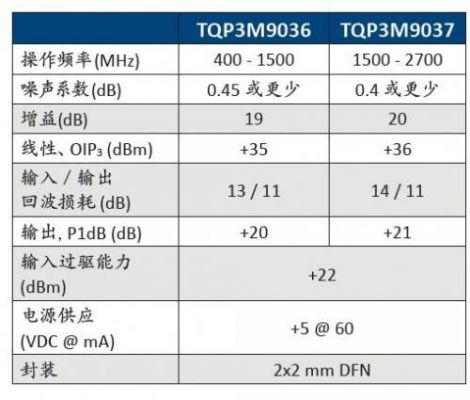 TQP3M9036 TQP3M9037
操作频率(MHz) 400 - 1500 1500 - 2700
噪声系数(dB) 0.45 或更少 0.4 或更少
增益(dB) 19 20
线性、OIP₃ (dBm) +35 +36
输入 / 输出
回波损耗 (dB) 13 / 11 14 / 11
输出, P1dB (dB) +20 +21
输入过驱能力
(dBm) +22
电源供应
(VDC @ mA) +5 @ 60
封装 2x2 mm DFN